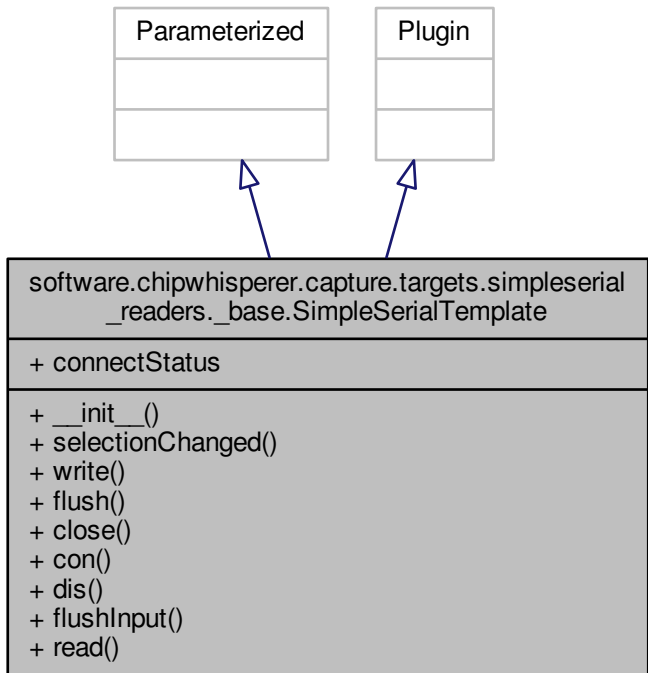 Parameterized
Plugin
software.chipwhisperer.capture.targets.simpleserial
_readers._base.SimpleSerialTemplate
+ connectStatus
+ __init__()
+ selectionChanged()
+ write()
+ flush()
+ close()
+ con()
+ dis()
+ flushInput()
+ read()